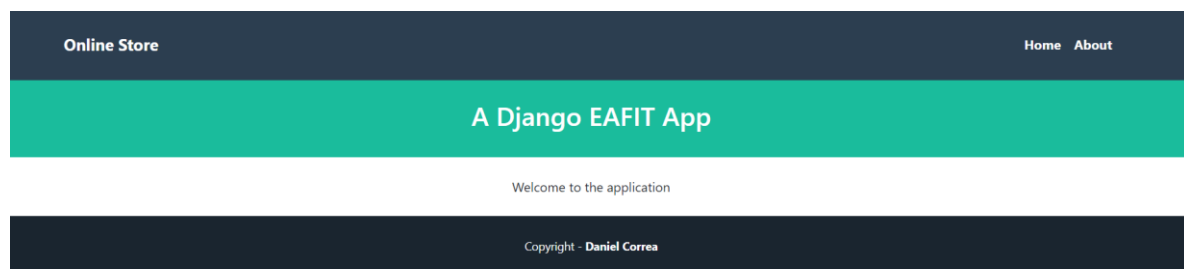 Online Store Home About
A Django EAFIT App
Welcome to the application
Copyright - Daniel Correa